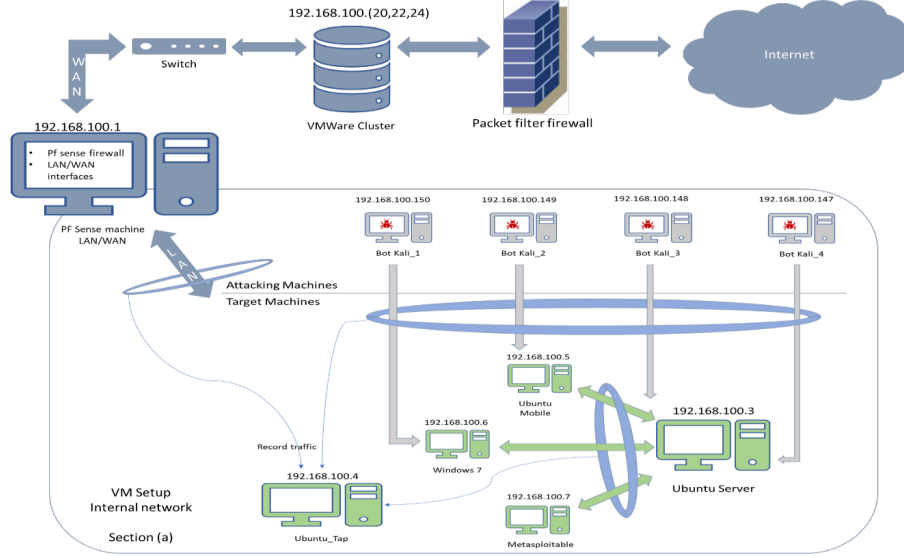 192.168.100.(20,22,24)
WAN
Switch
VMWare Cluster
Packet filter firewall
Internet
192.168.100.1
• Pf sense firewall
• LAN/WAN
interfaces
PF Sense machine
LAN/WAN
LAN
192.168.100.150
192.168.100.149
192.168.100.148
192.168.100.147
Bot Kali_1
Bot Kali_2
Bot Kali_3
Bot Kali_4
Attacking Machines
Target Machines
192.168.100.5
Ubuntu
Mobile
192.168.100.3
Ubuntu Server
192.168.100.6
Windows 7
Record traffic
192.168.100.4
Ubuntu_Tap
192.168.100.7
Metasploitable
VM Setup
Internal network
Section (a)